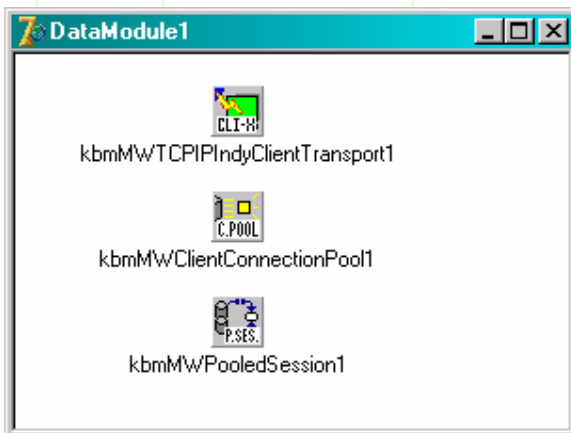 DataModule1
CLI-X
kbmMWTCPIPIndyClientTransport1
C.POOL
kbmMWClientConnectionPool1
P.SES.
kbmMWPooledSession1